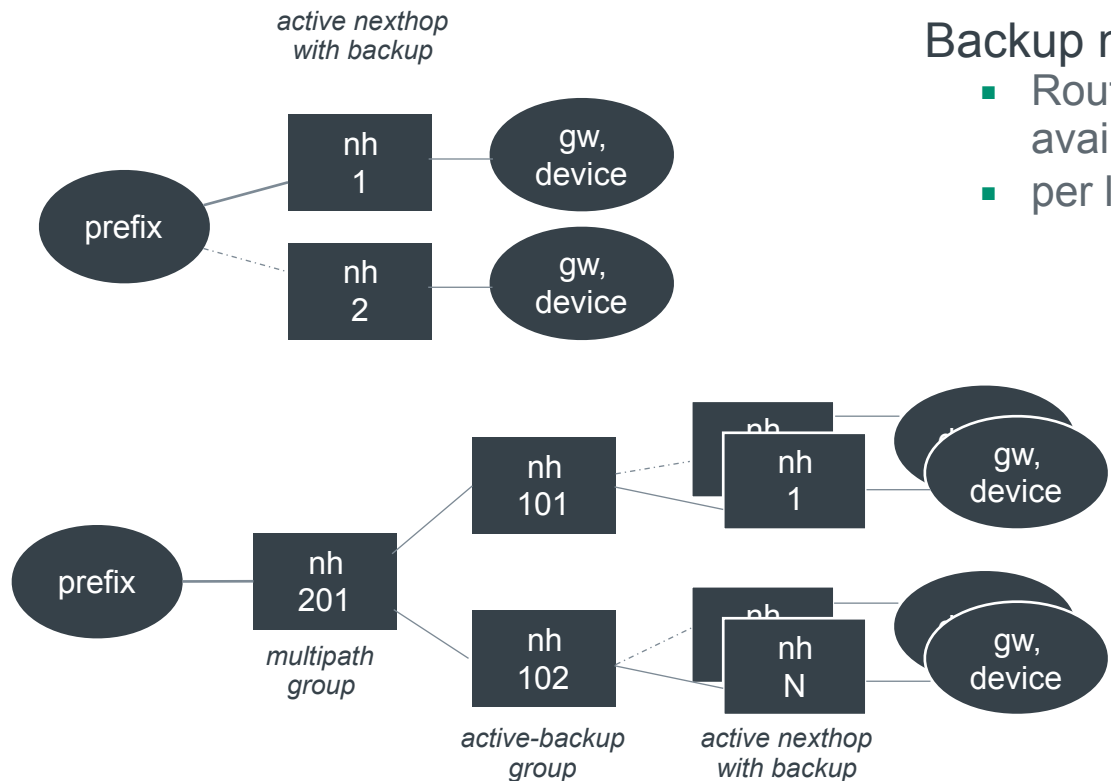 active nexthop
with backup
Backup
▪ Rout
avai
▪ per
nh
1
gw,
device
prefix
nh
2
gw,
device
nh
101
nh
nh
1
gw,
device
prefix
nh
201
multipath
group
nh
102
nh
nh
N
gw,
device
active-backup
group
active nexthop
with backup